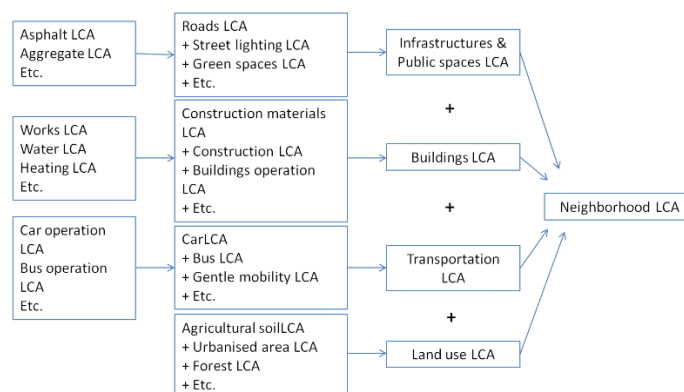 Asphalt LCA
Aggregate LCA
Etc.
Roads LCA
+ Street lighting LCA
+ Green spaces LCA
+ Etc.
Infrastructures &
Public spaces LCA
+
Works LCA
Water LCA
Heating LCA
Etc.
Construction materials
LCA
+ Construction LCA
+ Buildings operation
LCA
+ Etc.
Buildings LCA
+
Neighborhood LCA
Car operation
LCA
Bus operation
LCA
Etc.
CarLCA
+ Bus LCA
+ Gentle mobility LCA
+ Etc.
Transportation
LCA
+
Agricultural soilLCA
+ Urbanised area LCA
+ Forest LCA
+ Etc.
Land use LCA